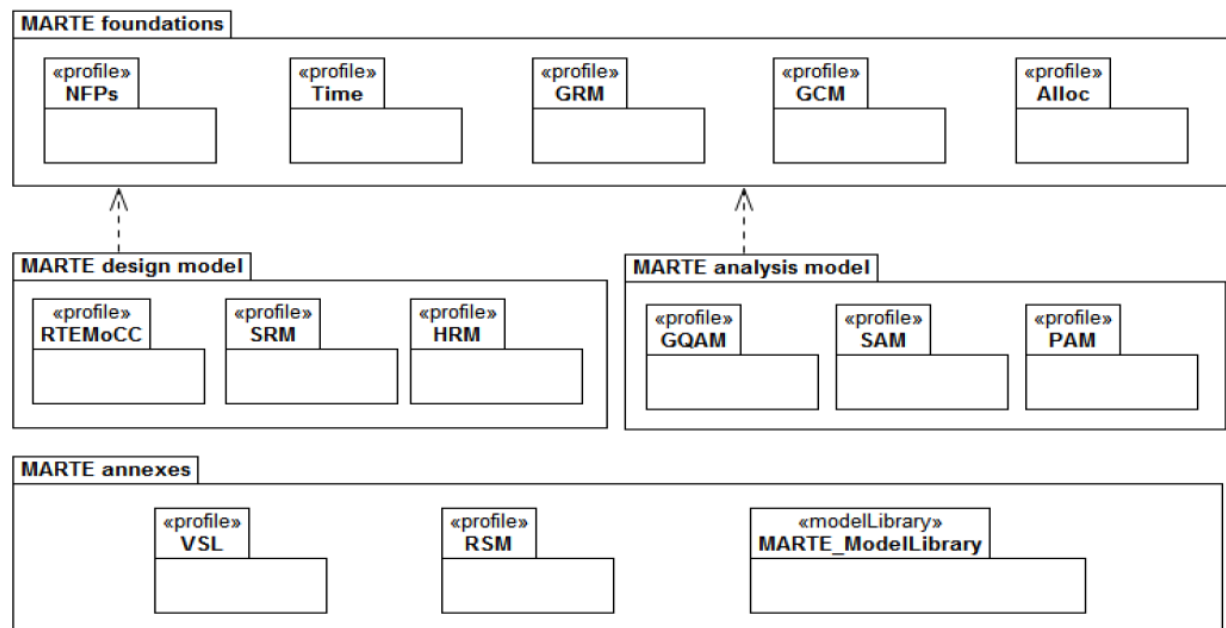 MARTE foundations
«profile» «profile» «profile» «profile» «profile»
NFPs Time GRM GCM Alloc
MARTE design model MARTE analysis model
«profile» «profile» «profile» «profile» «profile» «profile»
RTEMoCC SRM HRM GQAM SAM PAM
MARTE annexes
«profile» «profile» «modelLibrary»
VSL RSM MARTE_ModelLibrary